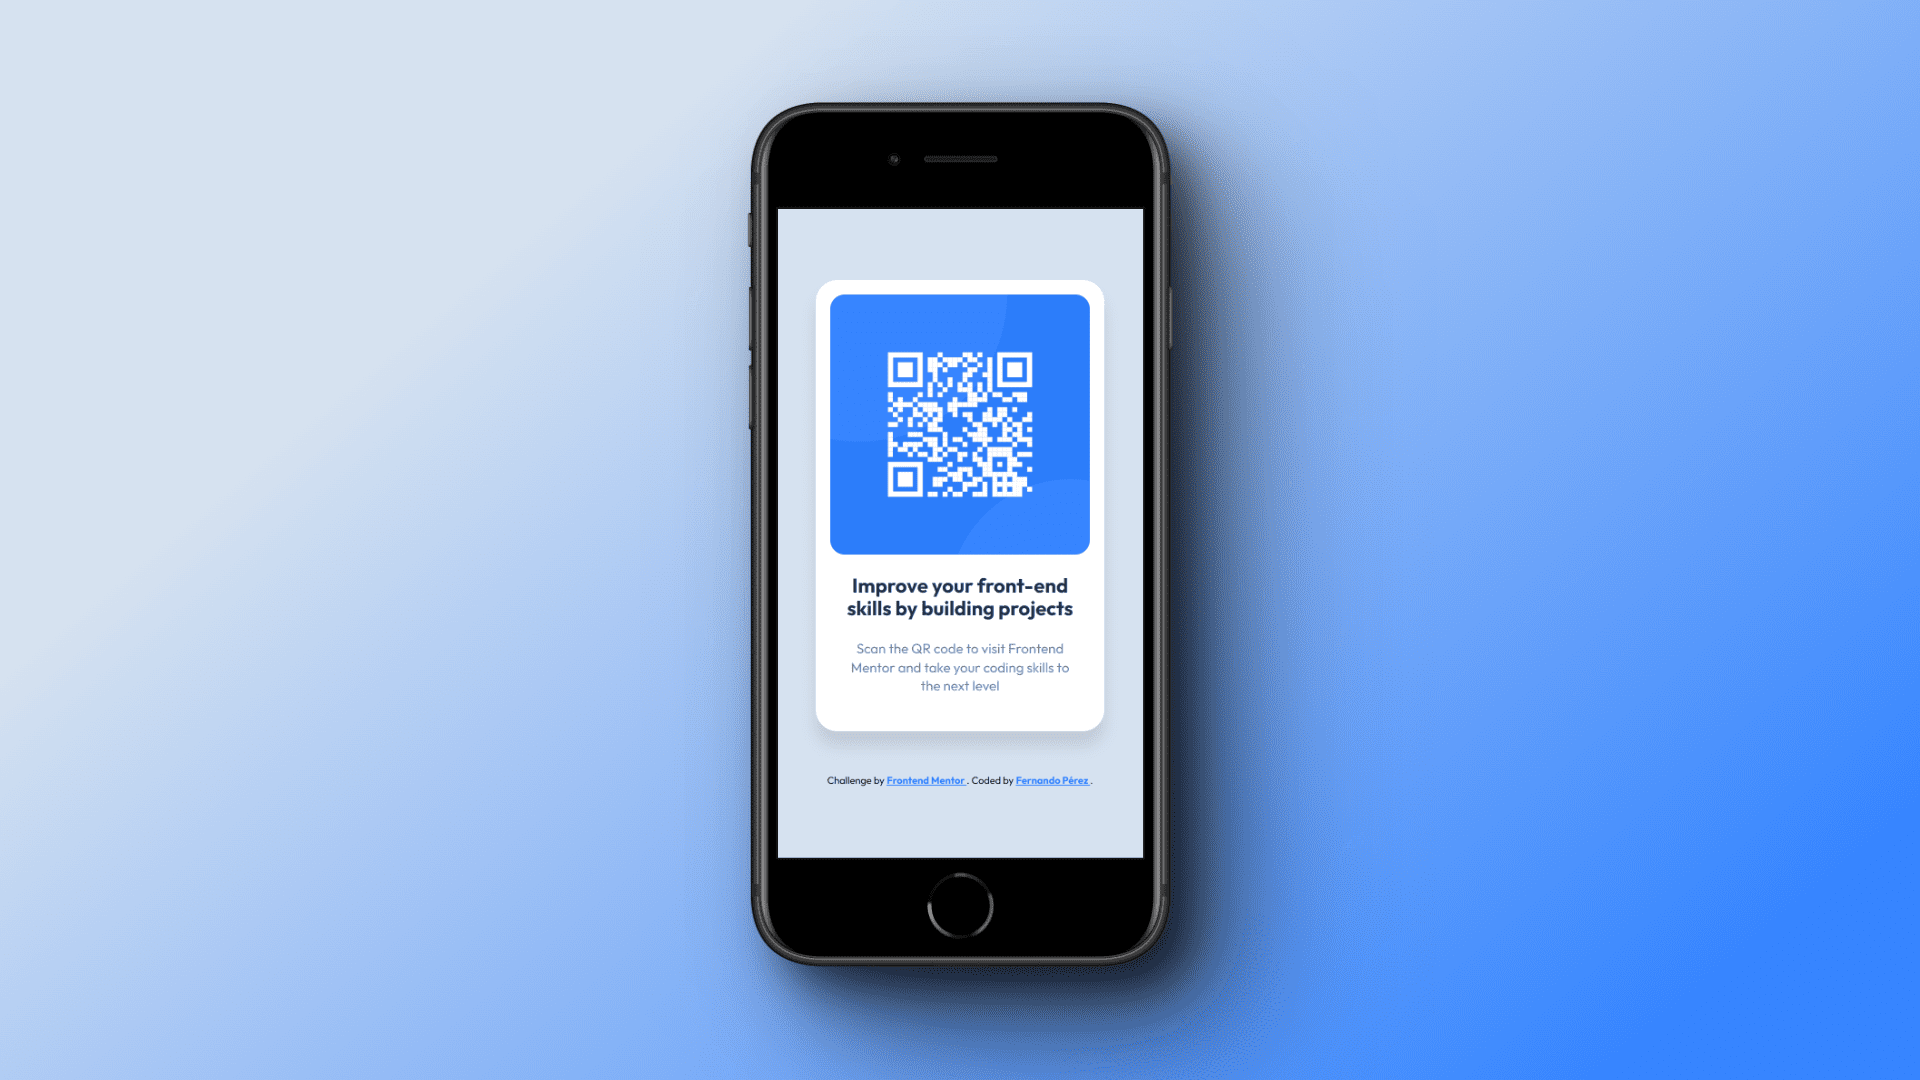 Improve your front-end
skills by building projects
Scan the QR code to visit Frontend
Mentor and take your coding skills to
the next level
Challenge by Frontend Mentor . Coded by Fernando Pérez .